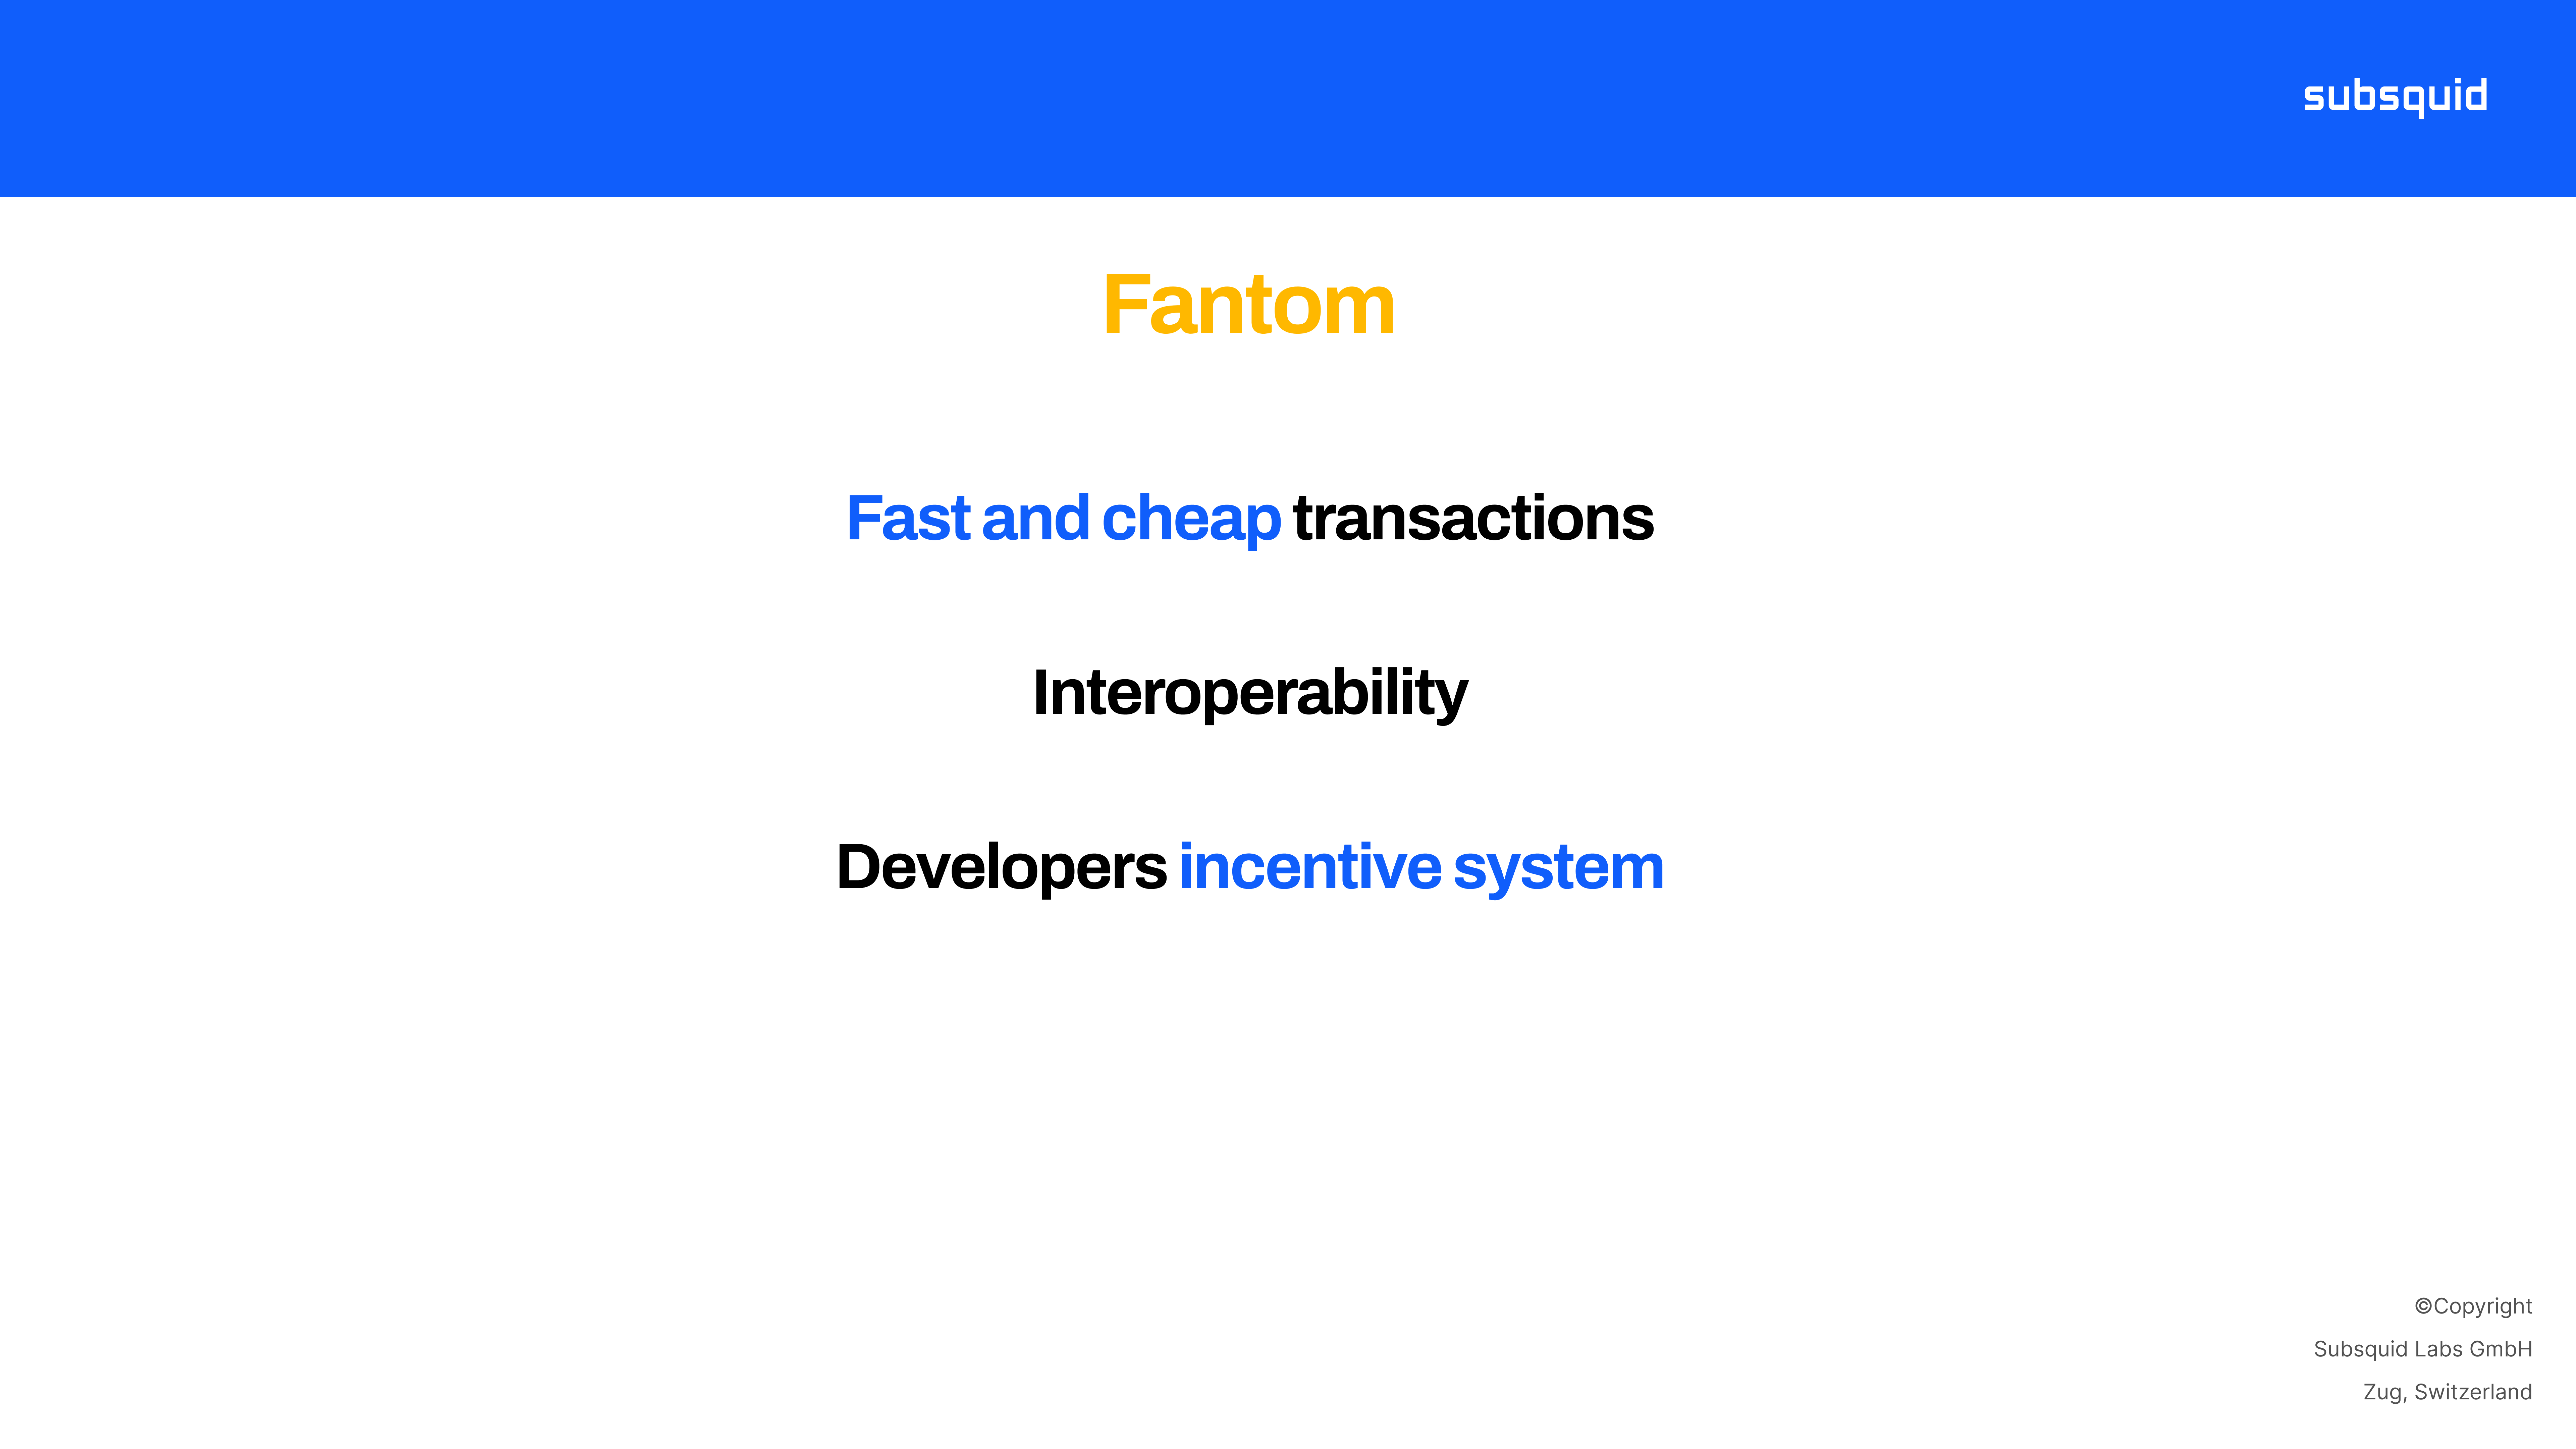 subsquid
Fantom
Fast and cheap transactions
Interoperability
Developers incentive system
©Copyright
Subsquid Labs GmbH
Zug, Switzerland